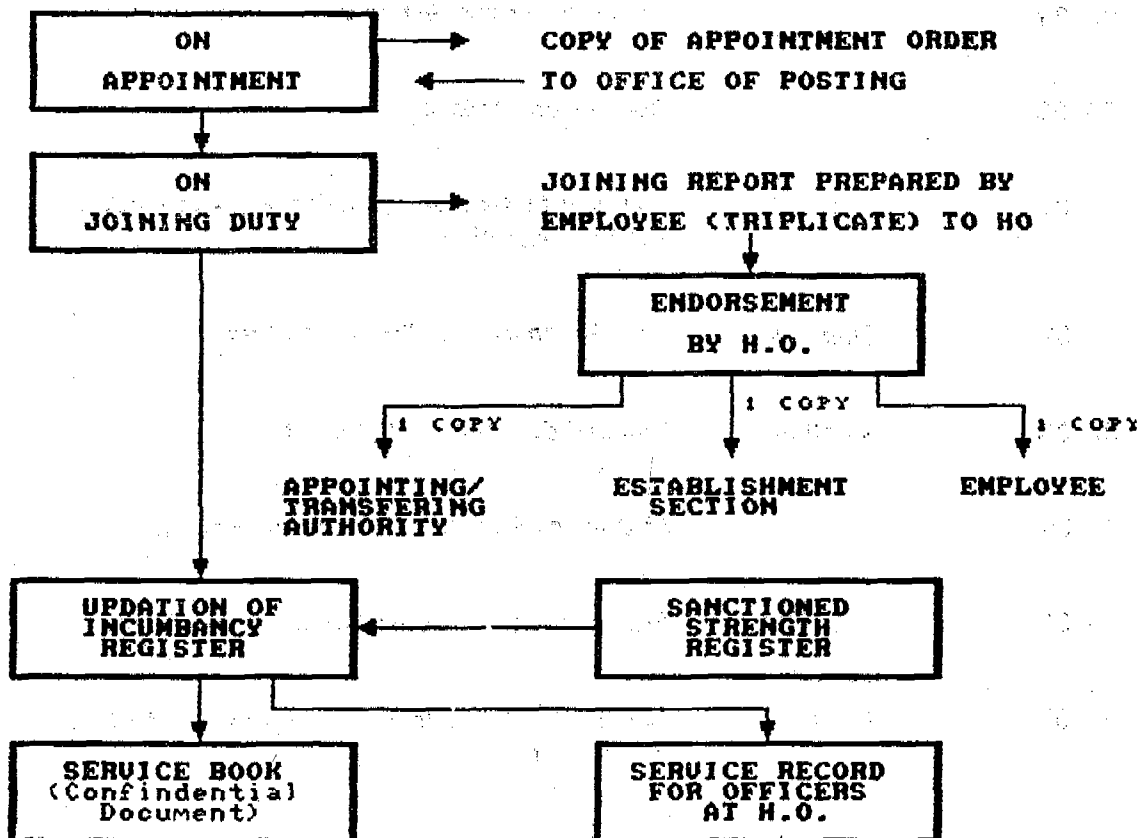 ON
APPOINTMENT
COPY OF APPOINTMENT ORDER
TO OFFICE OF POSTING
ON
JOINING DUTY
JOINING REPORT PREPARED BY
EMPLOYEE (TRIPLICATE) TO HO
ENDORSEMENT
BY H.O.
1 COPY
1 COPY
1 COPY
APPOINTING/
TRANSFERING
AUTHORITY
ESTABLISHMENT
SECTION
EMPLOYEE
UPDATION OF
INCUMBANCY
REGISTER
SANCTIONED
STRENGTH
REGISTER
SERVICE BOOK
(Confindential
Document)
SERVICE RECORD
FOR OFFICERS
AT H.O.